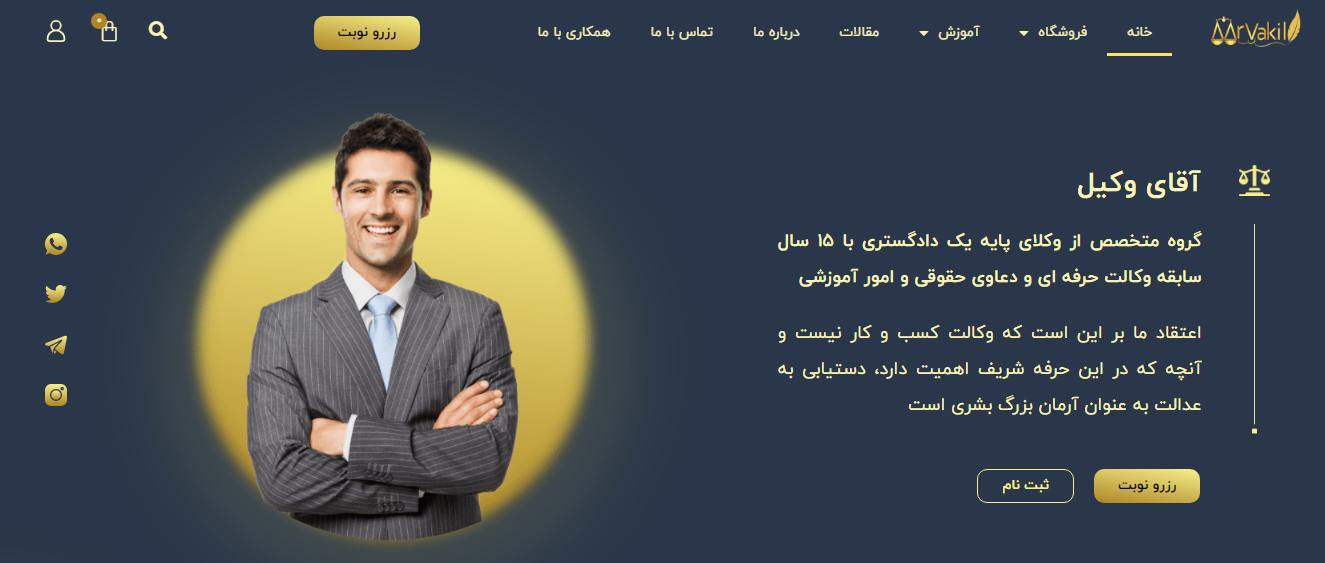 MrVakil
خانه
فروشگاه
آموزش
مقالات
درباره ما
تماس با ما
همکاری با ما
رزرو نوبت
۰
آقای وکیل
گروه متخصص از وکلای پایه یک دادگستری با ۱۵ سال
سابقه وکالت حرفه ای و دعاوی حقوقی و امور آموزشی
اعتقاد ما بر این است که وکالت کسب و کار نیست و
آنچه که در این حرفه شریف اهمیت دارد، دستیابی به
عدالت به عنوان آرمان بزرگ بشری است
رزرو نوبت
ثبت نام